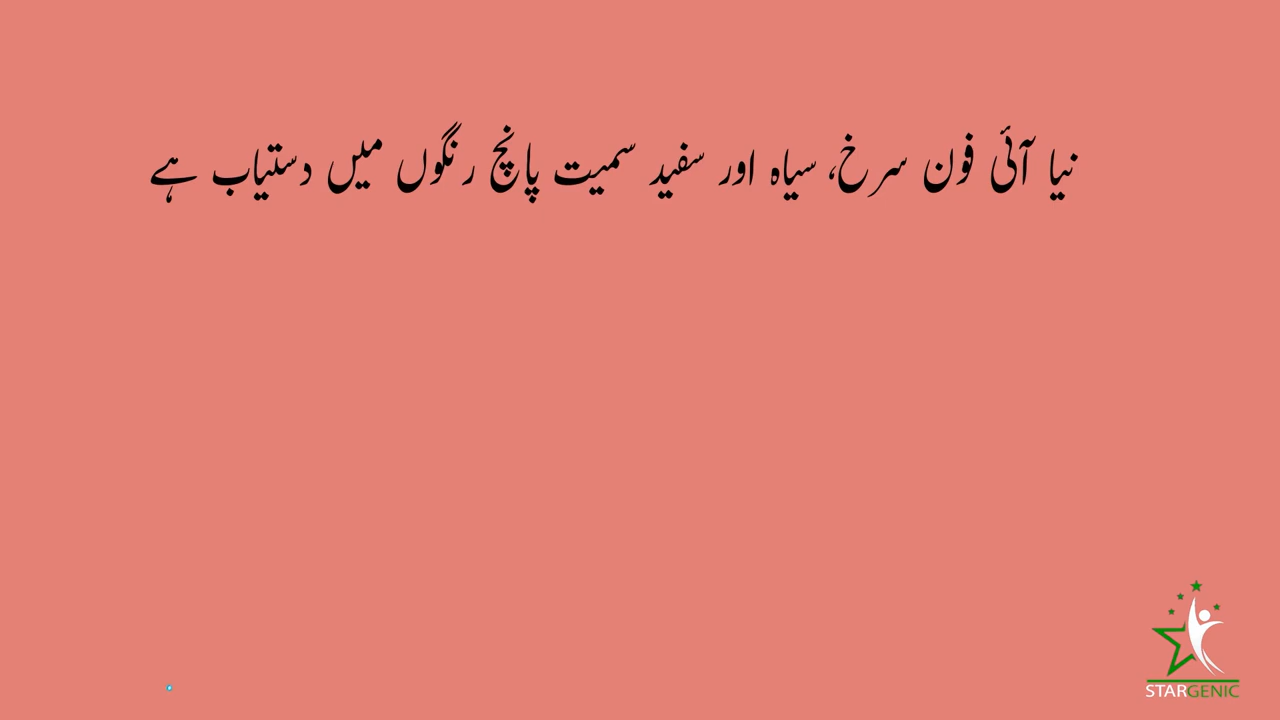 نیا آئی فون سرخ، سیاہ اور سفید سمیت پانچ رنگوں میں دستیاب ہے
STARGENIC